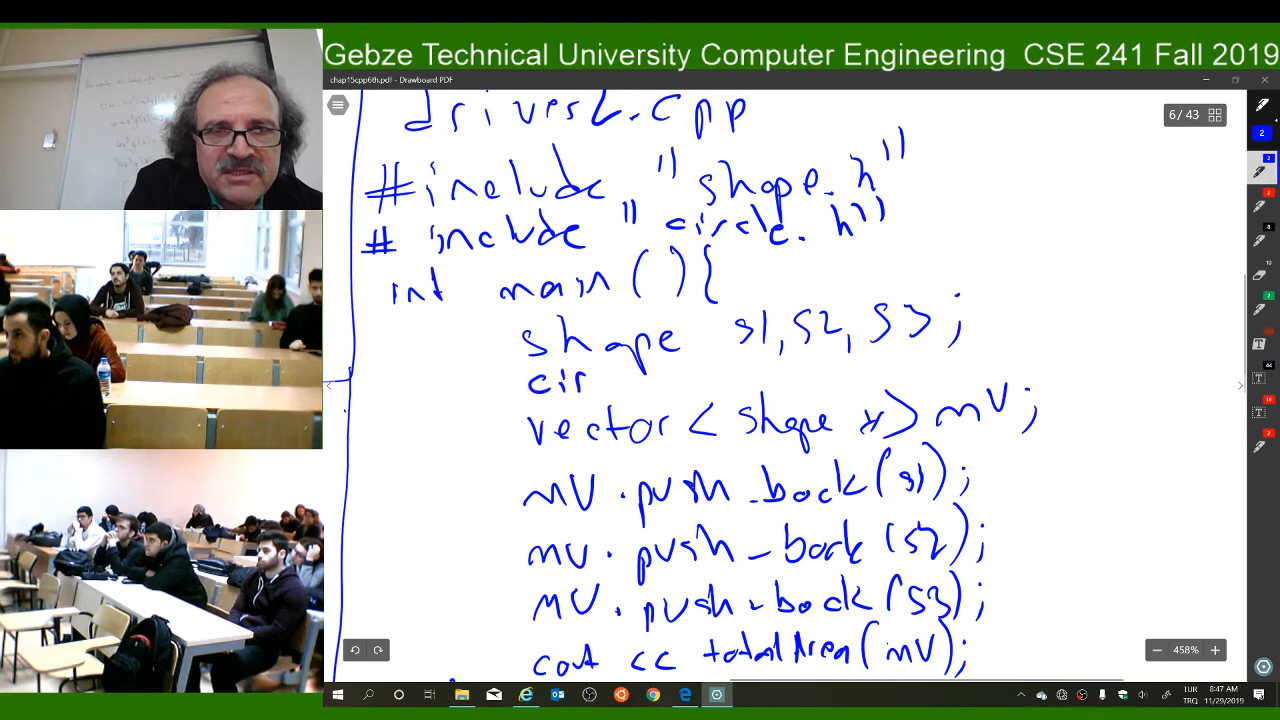 Gebze Technical University Computer Engineering CSE 241 Fall 2019
chap15cpp6th.pdf - Drawboard PDF
6 / 43
driver2.cpp
#include "shape.h"
#include "circle.h"
int main(){
shape s1,s2,s3;
cir
vector<shape *> mv;
mv.push_back(s1);
mv.push_back(s2);
mv.push_back(s3);
cout << totalArea(mv);
458%
TUR
TRQ
8:47 AM
11/29/2019